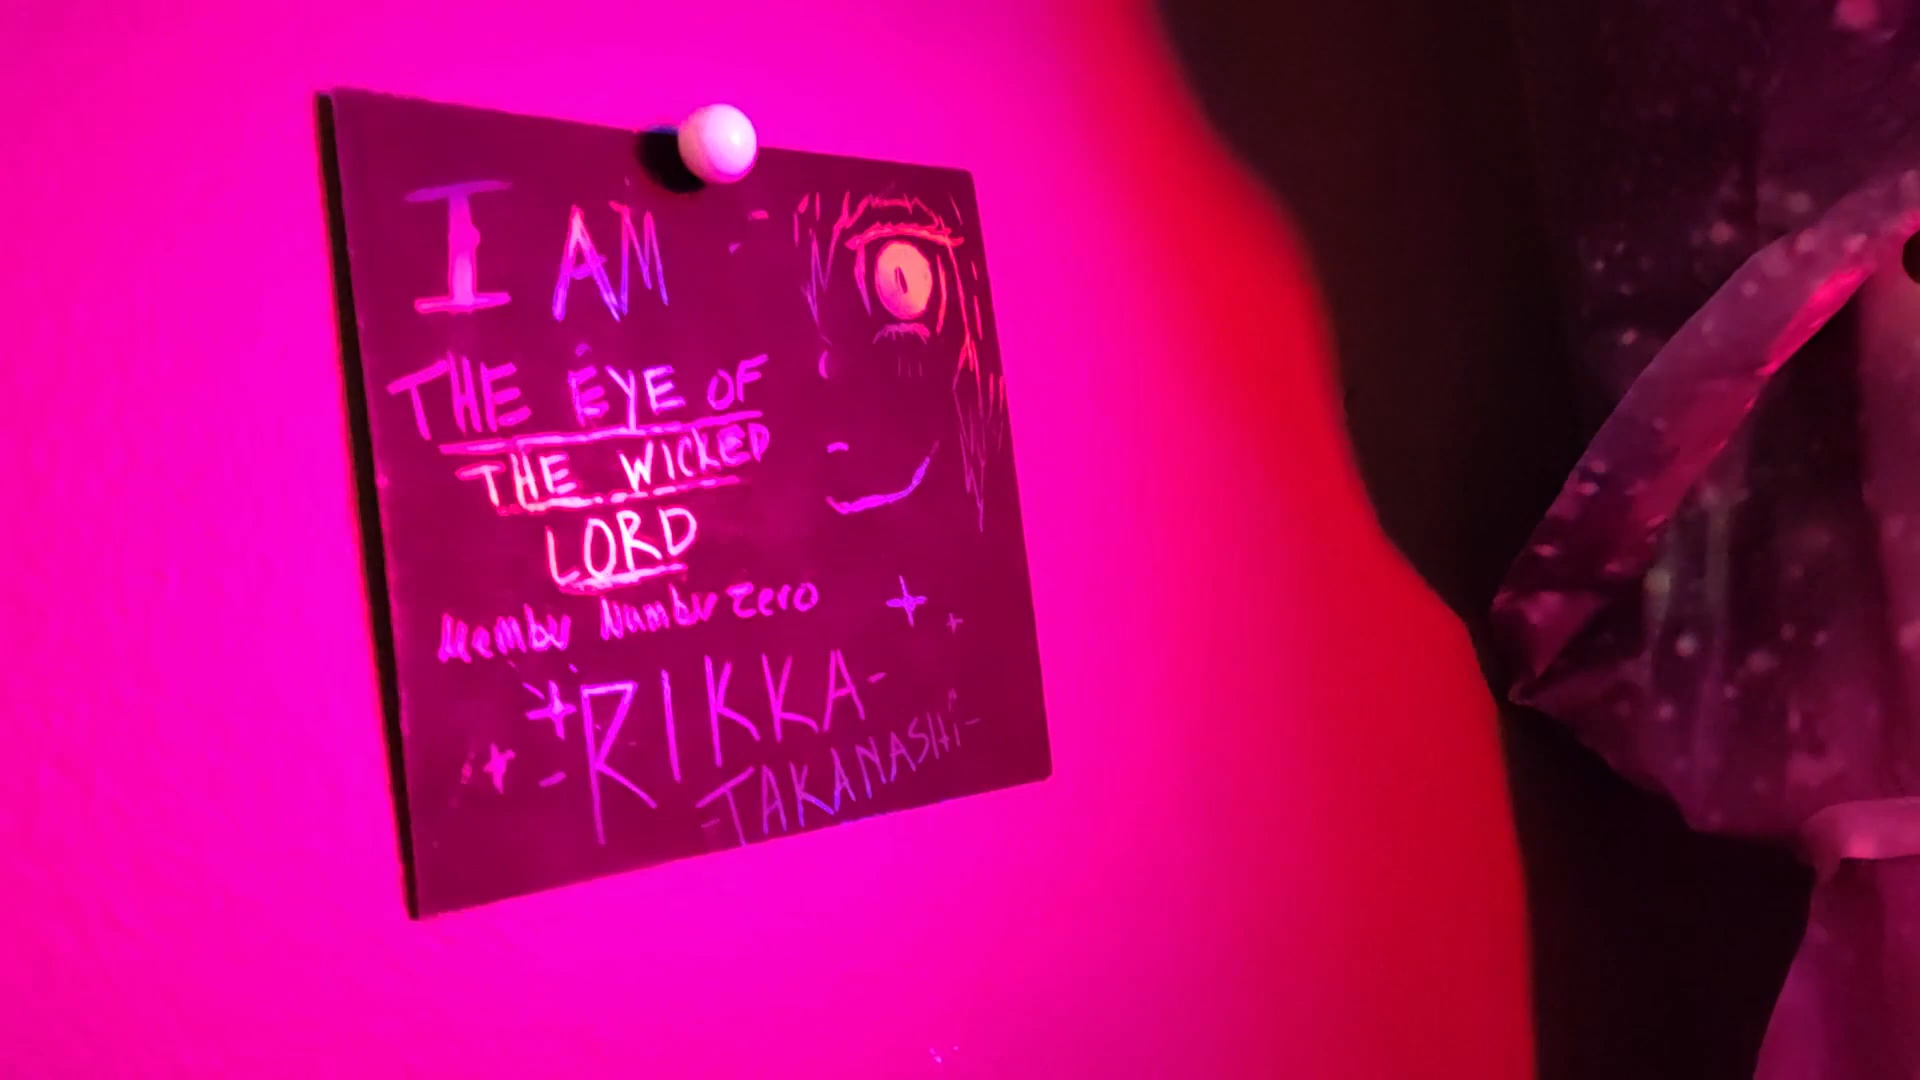 I AM
THE EYE OF
THE WICKED
LORD
Member Number Zero
-RIKKA-
-TAKANASHi-